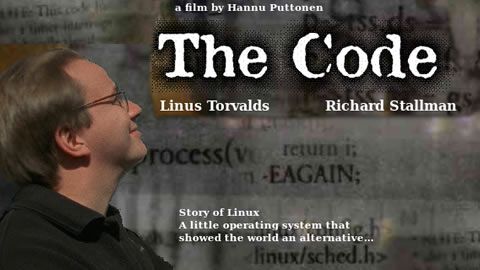 a film by Hannu Puttonen
The Code
Linus Torvalds Richard Stallman
process(v
return i;
-EAGAIN;
Story of Linux
A little operating system that
showed the world an alternative...
linux/sched.h>